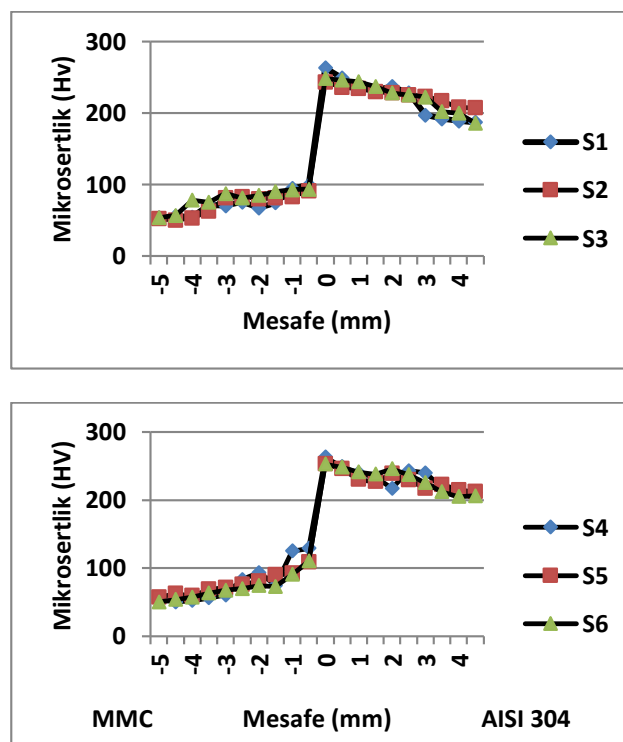 Mikrosertlik (Hv)
300
200
100
0
-5
-4
-3
-2
-1
0
1
2
3
4
Mesafe (mm)
S1
S2
S3
Mikrosertlik (HV)
300
200
100
0
-5
-4
-3
-2
-1
0
1
2
3
4
S4
S5
S6
MMC Mesafe (mm) AISI 304